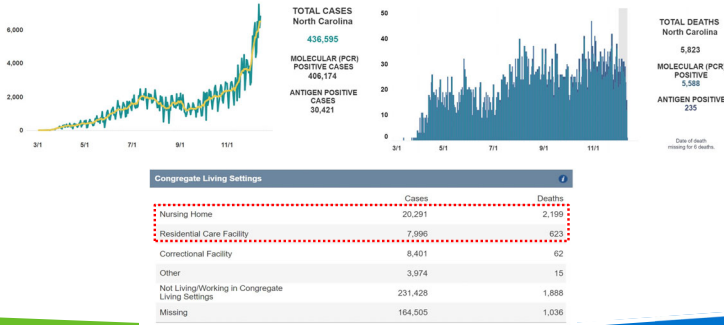 6,000
4,000
2,000
0
3/1 5/1 7/1 9/1 11/1
TOTAL CASES
North Carolina
436,595
MOLECULAR (PCR)
POSITIVE CASES
406,174
ANTIGEN POSITIVE
CASES
30,421
50
40
30
20
10
0
3/1 5/1 7/1 9/1 11/1
TOTAL DEATHS
North Carolina
5,823
MOLECULAR (PCR)
POSITIVE
5,588
ANTIGEN POSITIVE
235
Date of death
missing for 6 deaths.
Congregate Living Settings
Cases Deaths
Nursing Home 20,291 2,199
Residential Care Facility 7,996 623
Correctional Facility 8,401 62
Other 3,974 15
Not Living/Working in Congregate
Living Settings 231,428 1,888
Missing 164,505 1,036